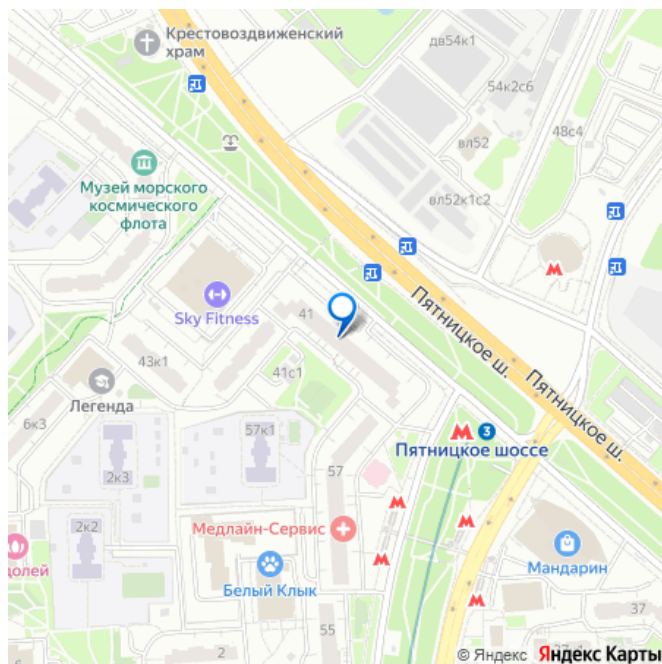 Крестовоздвиженский
храм
дв54к1
54к2с6
48с4
вл52
Музей морского
космического
флота
вл52к1с2
Sky Fitness
41
Пятницкое ш.
43к1
41с1
Легенда
Пятницкое ш.
6к3
57к1
3
Пятницкое шоссе
2к3
57
2к2
Медлайн-Сервис
долей
Белый Клык
Мандарин
37
55
2
© Яндекс Яндекс Карты